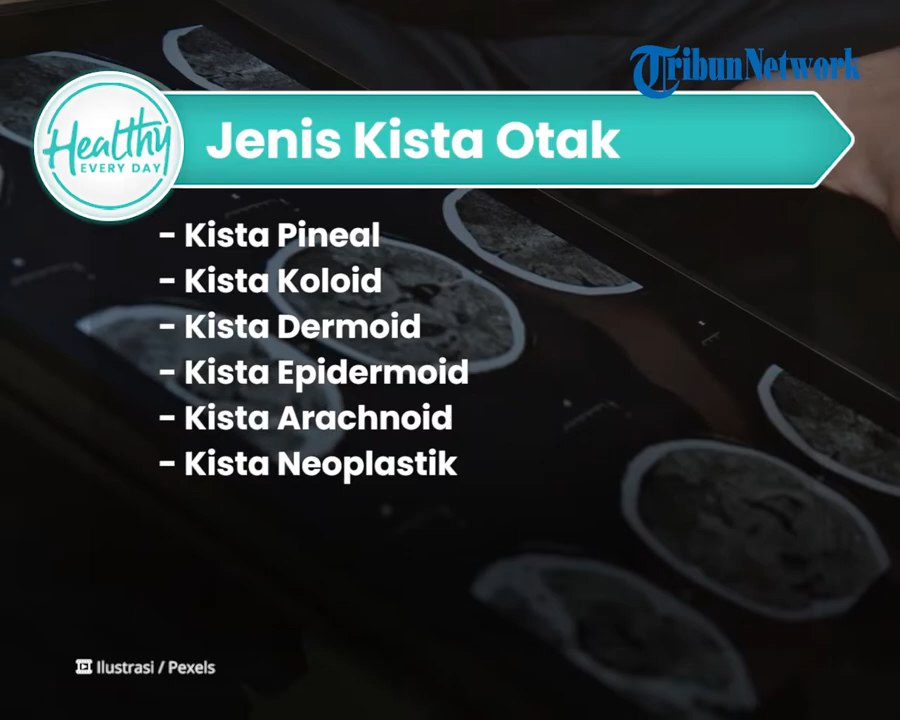 TribunNetwork
Healthy
EVERY DAY
Jenis Kista Otak
- Kista Pineal
- Kista Koloid
- Kista Dermoid
- Kista Epidermoid
- Kista Arachnoid
- Kista Neoplastik
Ilustrasi / Pexels